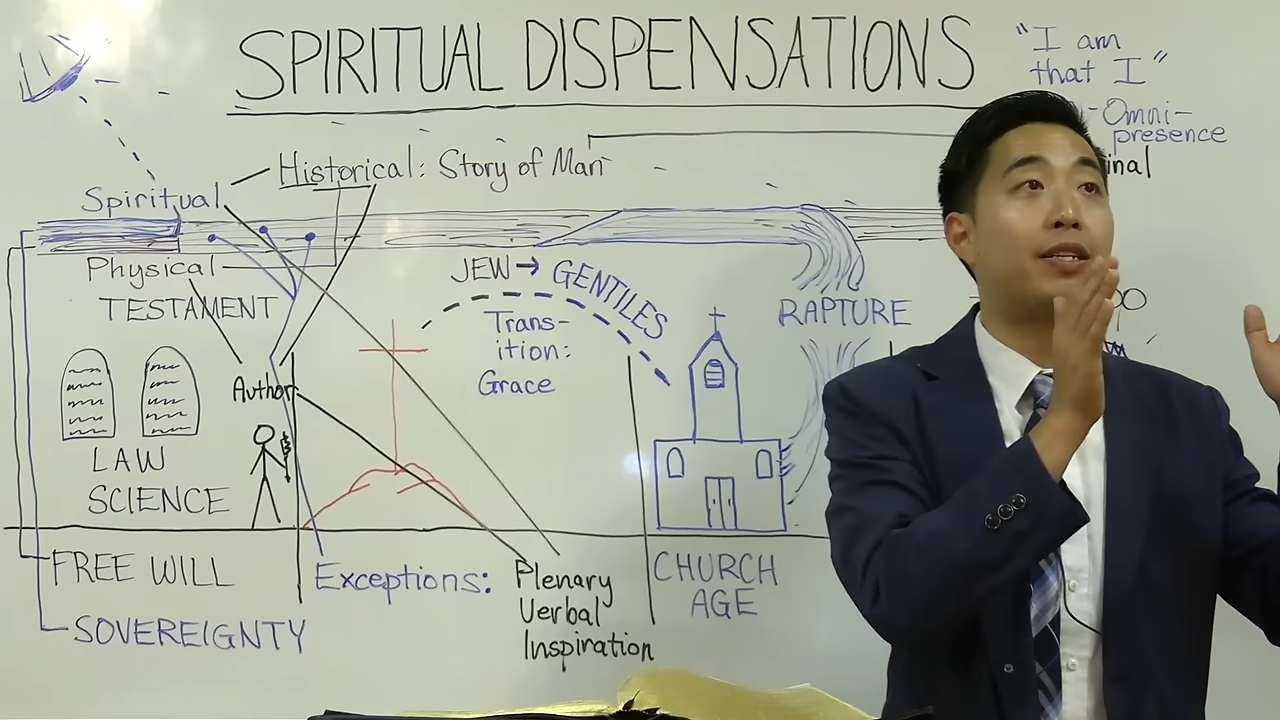 SPIRITUAL DISPENSATIONS
"I am
that I"
-Omni-
presence
inal
Historical: Story of Man
Spiritual
Physical
TESTAMENT
JEW → GENTILES
Trans-
ition:
Grace
RAPTURE
Author
LAW
SCIENCE
FREE WILL
SOVEREIGNTY
Exceptions:
Plenary
Verbal
Inspiration
CHURCH
AGE